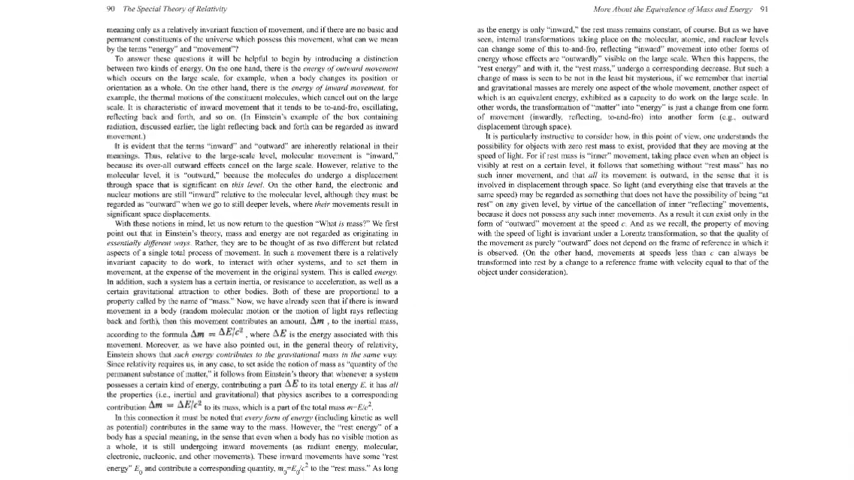 90 The Special Theory of Relativity
meaning only as a relatively invariant function of movement, and if there are no basic and
permanent constituents of the universe which possess this movement, what can we mean
by the terms “energy” and “movement”?
To answer these questions it will be helpful to begin by introducing a distinction
between two kinds of energy. On the one hand, there is the energy of outward movement
which occurs on the large scale, for example, when a body changes its position or
orientation as a whole. On the other hand, there is the energy of inward movement, for
example, the thermal motions of the constituent molecules, which cancel out on the large
scale. It is characteristic of inward movement that it tends to be to-and-fro, oscillating,
reflecting back and forth, and so on. (In Einstein’s example of the box containing
radiation, discussed earlier, the light reflecting back and forth can be regarded as inward
movement.)
It is evident that the terms “inward” and “outward” are inherently relational in their
meanings. Thus, relative to the large-scale level, molecular movement is “inward,”
because its over-all outward effects cancel on the large scale. However, relative to the
molecular level, it is “outward,” because the molecules do undergo a displacement
through space that is significant on this level. On the other hand, the electronic and
nuclear motions are still “inward” relative to the molecular level, although they must be
regarded as “outward” when we go to still deeper levels, where their movements result in
significant space displacements.
With these notions in mind, let us now return to the question “What is mass?” We first
point out that in Einstein’s theory, mass and energy are not regarded as originating in
essentially different ways. Rather, they are to be thought of as two different but related
aspects of a single total process of movement. In such a movement there is a relatively
invariant capacity to do work, to interact with other systems, and to set them in
movement, at the expense of the movement in the original system. This is called energy.
In addition, such a system has a certain inertia, or resistance to acceleration, as well as a
certain gravitational attraction to other bodies. Both of these are proportional to a
property called by the name of “mass.” Now, we have already seen that if there is inward
movement in a body (random molecular motion or the motion of light rays reflecting
back and forth), then this movement contributes an amount, Δm , to the inertial mass,
according to the formula Δm = ΔE/c² , where ΔE is the energy associated with this
movement. Moreover, as we have also pointed out, in the general theory of relativity,
Einstein shows that such energy contributes to the gravitational mass in the same way.
Since relativity requires us, in any case, to set aside the notion of mass as “quantity of the
permanent substance of matter,” it follows from Einstein’s theory that whenever a system
possesses a certain kind of energy, contributing a part ΔE to its total energy E, it has all
the properties (i.e., inertial and gravitational) that physics ascribes to a corresponding
contribution Δm = ΔE/c² to its mass, which is a part of the total mass m=E/c².
In this connection it must be noted that every form of energy (including kinetic as well
as potential) contributes in the same way to the mass. However, the “rest energy” of a
body has a special meaning, in the sense that even when a body has no visible motion as
a whole, it is still undergoing inward movements (as radiant energy, molecular,
electronic, nucleonic, and other movements). These inward movements have some “rest
energy” E₀ and contribute a corresponding quantity, m₀=E₀/c² to the “rest mass.” As long
More About the Equivalence of Mass and Energy 91
as the energy is only “inward,” the rest mass remains constant, of course. But as we have
seen, internal transformations taking place on the molecular, atomic, and nuclear levels
can change some of this to-and-fro, reflecting “inward” movement into other forms of
energy whose effects are “outwardly” visible on the large scale. When this happens, the
“rest energy” and with it, the “rest mass,” undergo a corresponding decrease. But such a
change of mass is seen to be not in the least bit mysterious, if we remember that inertial
and gravitational masses are merely one aspect of the whole movement, another aspect of
which is an equivalent energy, exhibited as a capacity to do work on the large scale. In
other words, the transformation of “matter” into “energy” is just a change from one form
of movement (inwardly, reflecting, to-and-fro) into another form (e.g., outward
displacement through space).
It is particularly instructive to consider how, in this point of view, one understands the
possibility for objects with zero rest mass to exist, provided that they are moving at the
speed of light. For if rest mass is “inner” movement, taking place even when an object is
visibly at rest on a certain level, it follows that something without “rest mass” has no
such inner movement, and that all its movement is outward, in the sense that it is
involved in displacement through space. So light (and everything else that travels at the
same speed) may be regarded as something that does not have the possibility of being “at
rest” on any given level, by virtue of the cancellation of inner “reflecting” movements,
because it does not possess any such inner movements. As a result it can exist only in the
form of “outward” movement at the speed c. And as we recall, the property of moving
with the speed of light is invariant under a Lorentz transformation, so that the quality of
the movement as purely “outward” does not depend on the frame of reference in which it
is observed. (On the other hand, movements at speeds less than c can always be
transformed into rest by a change to a reference frame with velocity equal to that of the
object under consideration).